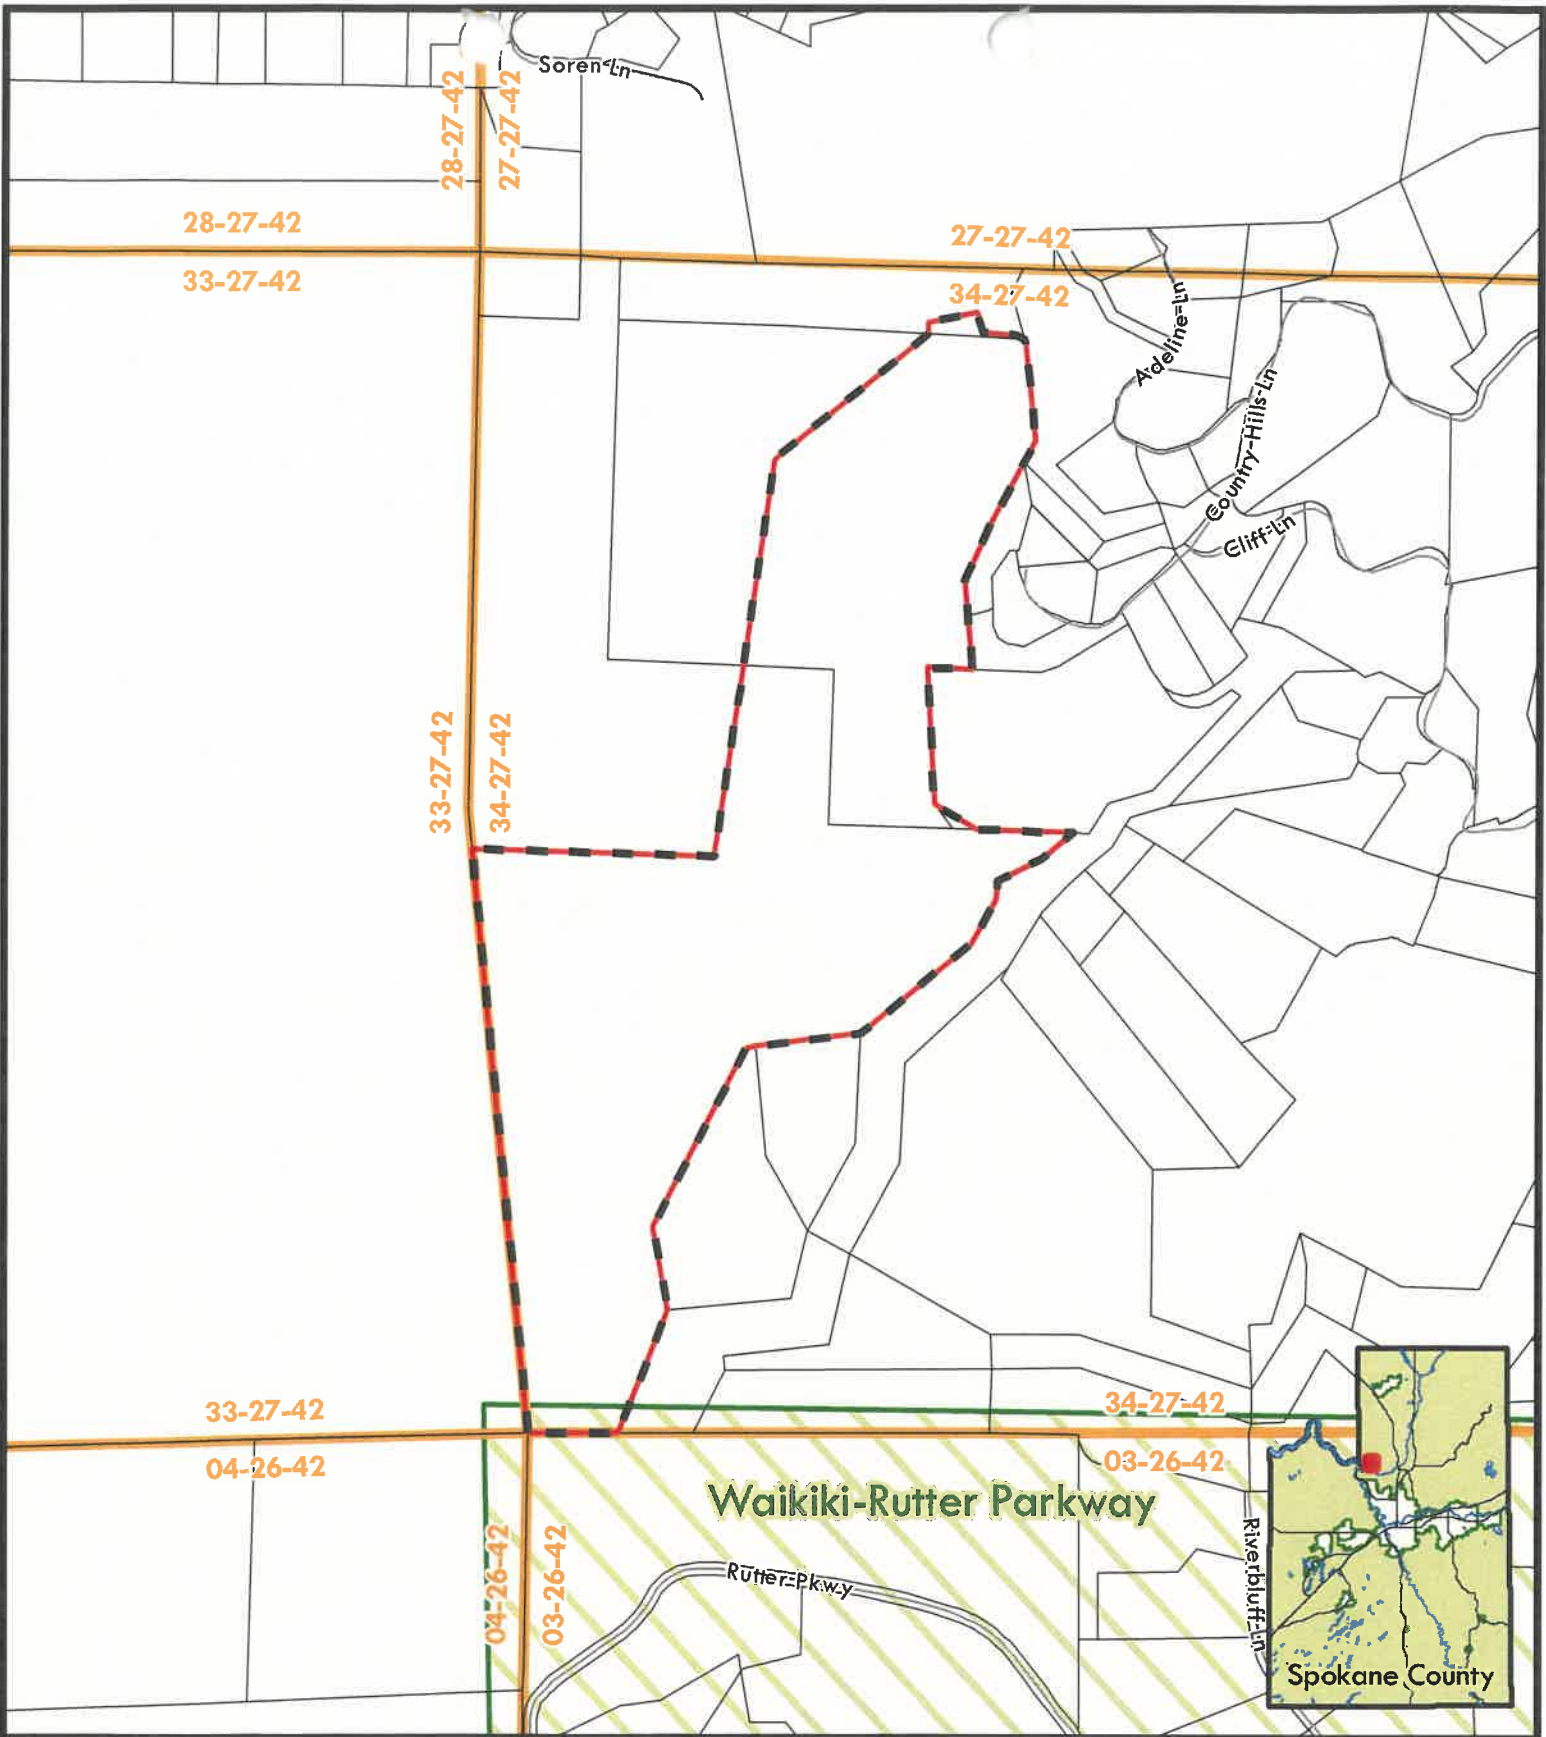 Soren Ln
28-27-42
27-27-42
28-27-42
27-27-42
33-27-42
34-27-42
Adeline Ln
Country Hills Ln
Cliff Ln
33-27-42
34-27-42
33-27-42
34-27-42
04-26-42
03-26-42
Waikiki-Rutter Parkway
04-26-42
03-26-42
Rutter Pkwy
Riverbluff Ln
Spokane County